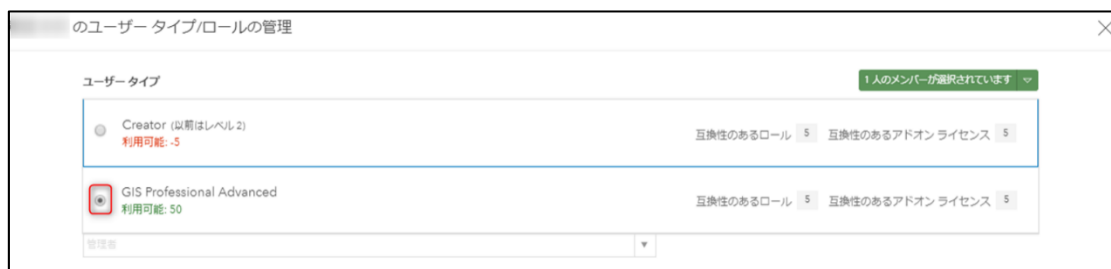 のユーザー タイプ/ロールの管理
ユーザー タイプ
1 人のメンバーが選択されています
Creator (以前はレベル 2)
利用可能: -5
互換性のあるロール 5 互換性のあるアドオン ライセンス 5
GIS Professional Advanced
利用可能: 50
互換性のあるロール 5 互換性のあるアドオン ライセンス 5
管理者